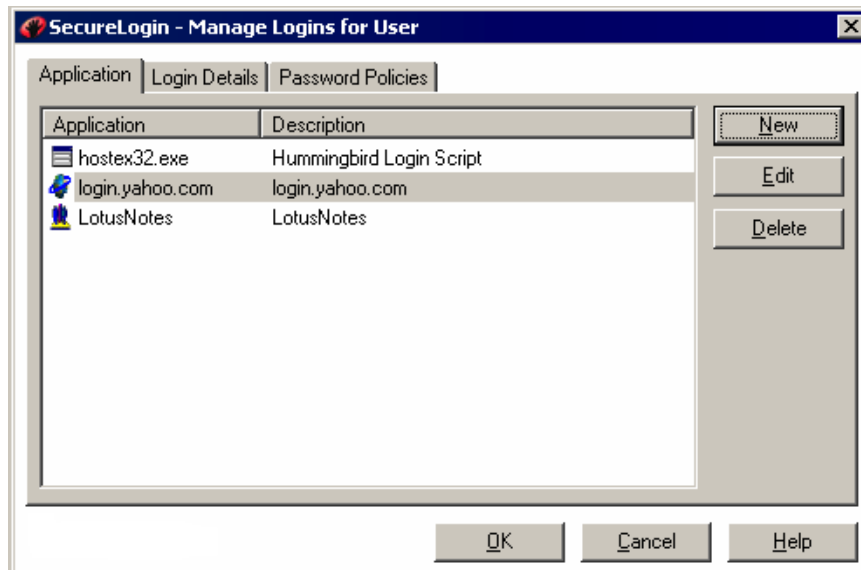 SecureLogin - Manage Logins for User
Application Login Details Password Policies
Application Description
hostex32.exe Hummingbird Login Script
login.yahoo.com login.yahoo.com
LotusNotes LotusNotes
New
Edit
Delete
OK Cancel Help